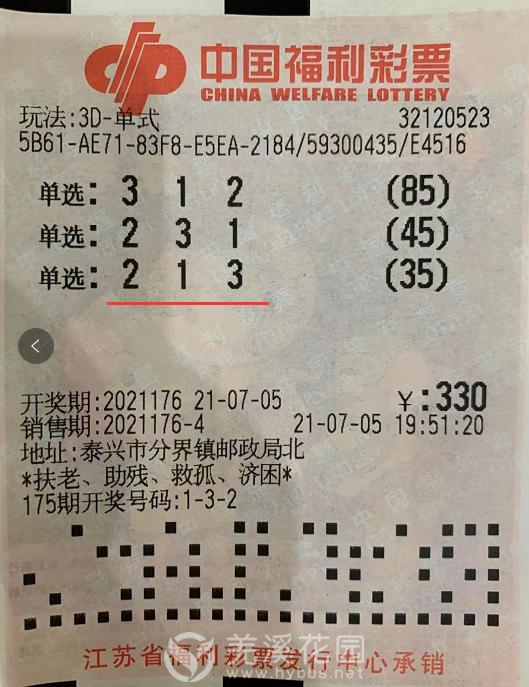 中国福利彩票
CHINA WELFARE LOTTERY
玩法:3D-单式 32120523
5B61-AE71-83F8-E5EA-2184/59300435/E4516
单选: 3 1 2 (85)
单选: 2 3 1 (45)
单选: 2 1 3 (35)
开奖期:2021176 21-07-05 ¥:330
销售期:2021176-4 21-07-05 19:51:20
地址:泰兴市分界镇邮政局北
*扶老、助残、救孤、济困*
175期开奖号码:1-3-2
江苏省福利彩票发行中心承销
羌溪花园
www.hybbs.net